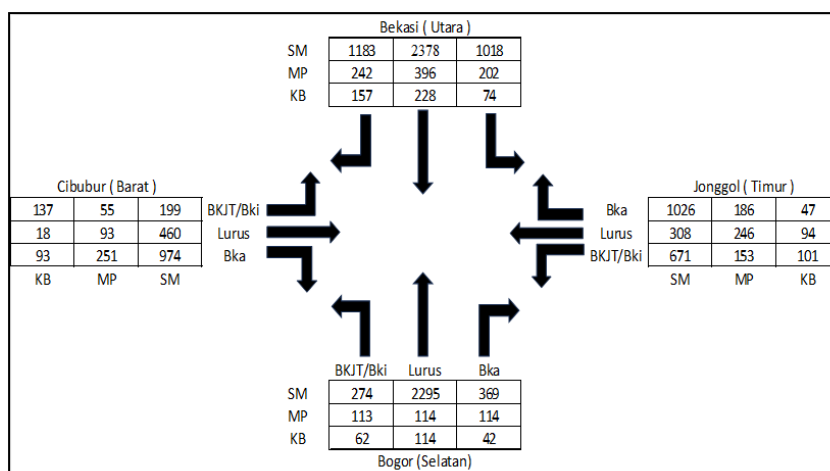 Bekasi ( Utara )
SM 1183 2378 1018
MP 242 396 202
KB 157 228 74
Cibubur ( Barat )
137 55 199 BKJT/Bki
18 93 460 Lurus
93 251 974 Bka
KB MP SM
Jonggol ( Timur )
Bka 1026 186 47
Lurus 308 246 94
BKJT/Bki 671 153 101
SM MP KB
BKJT/Bki Lurus Bka
SM 274 2295 369
MP 113 114 114
KB 62 114 42
Bogor (Selatan)